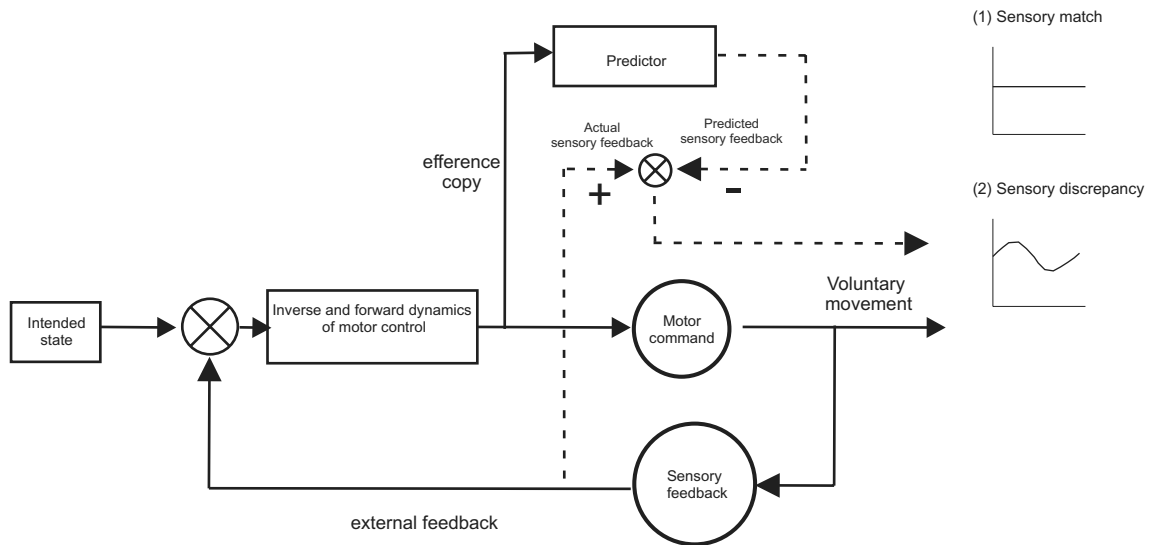 (1) Sensory match
Predictor
Actual
sensory feedback
Predicted
sensory feedback
efference
copy
+
-
(2) Sensory discrepancy
Voluntary
movement
Intended
state
Inverse and forward dynamics
of motor control
Motor
command
Sensory
feedback
external feedback